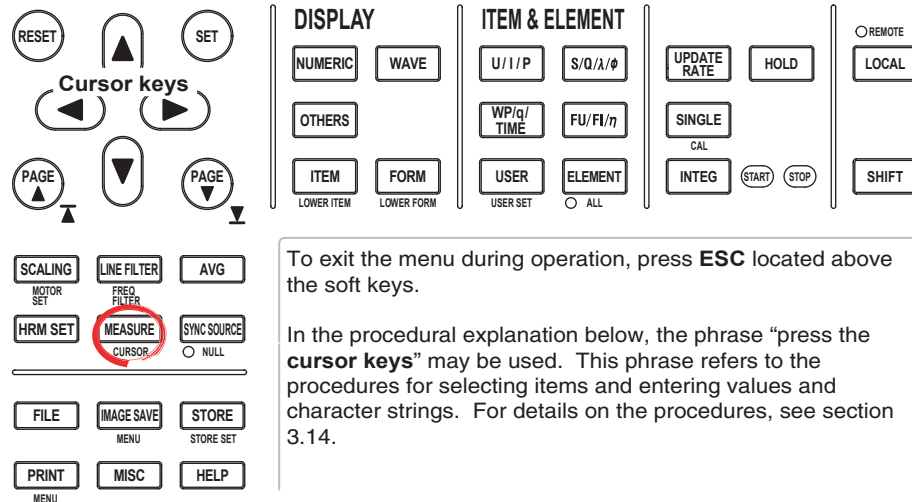 RESET
SET
Cursor keys
PAGE
PAGE
DISPLAY
NUMERIC
WAVE
OTHERS
ITEM
FORM
LOWER ITEM
LOWER FORM
ITEM & ELEMENT
U / I / P
S/Q/λ/φ
WP/q/
TIME
FU/FI/η
USER
ELEMENT
USER SET
ALL
UPDATE
RATE
HOLD
SINGLE
CAL
INTEG
START
STOP
REMOTE
LOCAL
SHIFT
SCALING
LINE FILTER
AVG
MOTOR
SET
FREQ
FILTER
HRM SET
MEASURE
SYNC SOURCE
CURSOR
NULL
FILE
IMAGE SAVE
STORE
MENU
STORE SET
PRINT
MISC
HELP
MENU
To exit the menu during operation, press ESC located above
the soft keys.
In the procedural explanation below, the phrase “press the
cursor keys” may be used. This phrase refers to the
procedures for selecting items and entering values and
character strings. For details on the procedures, see section
3.14.